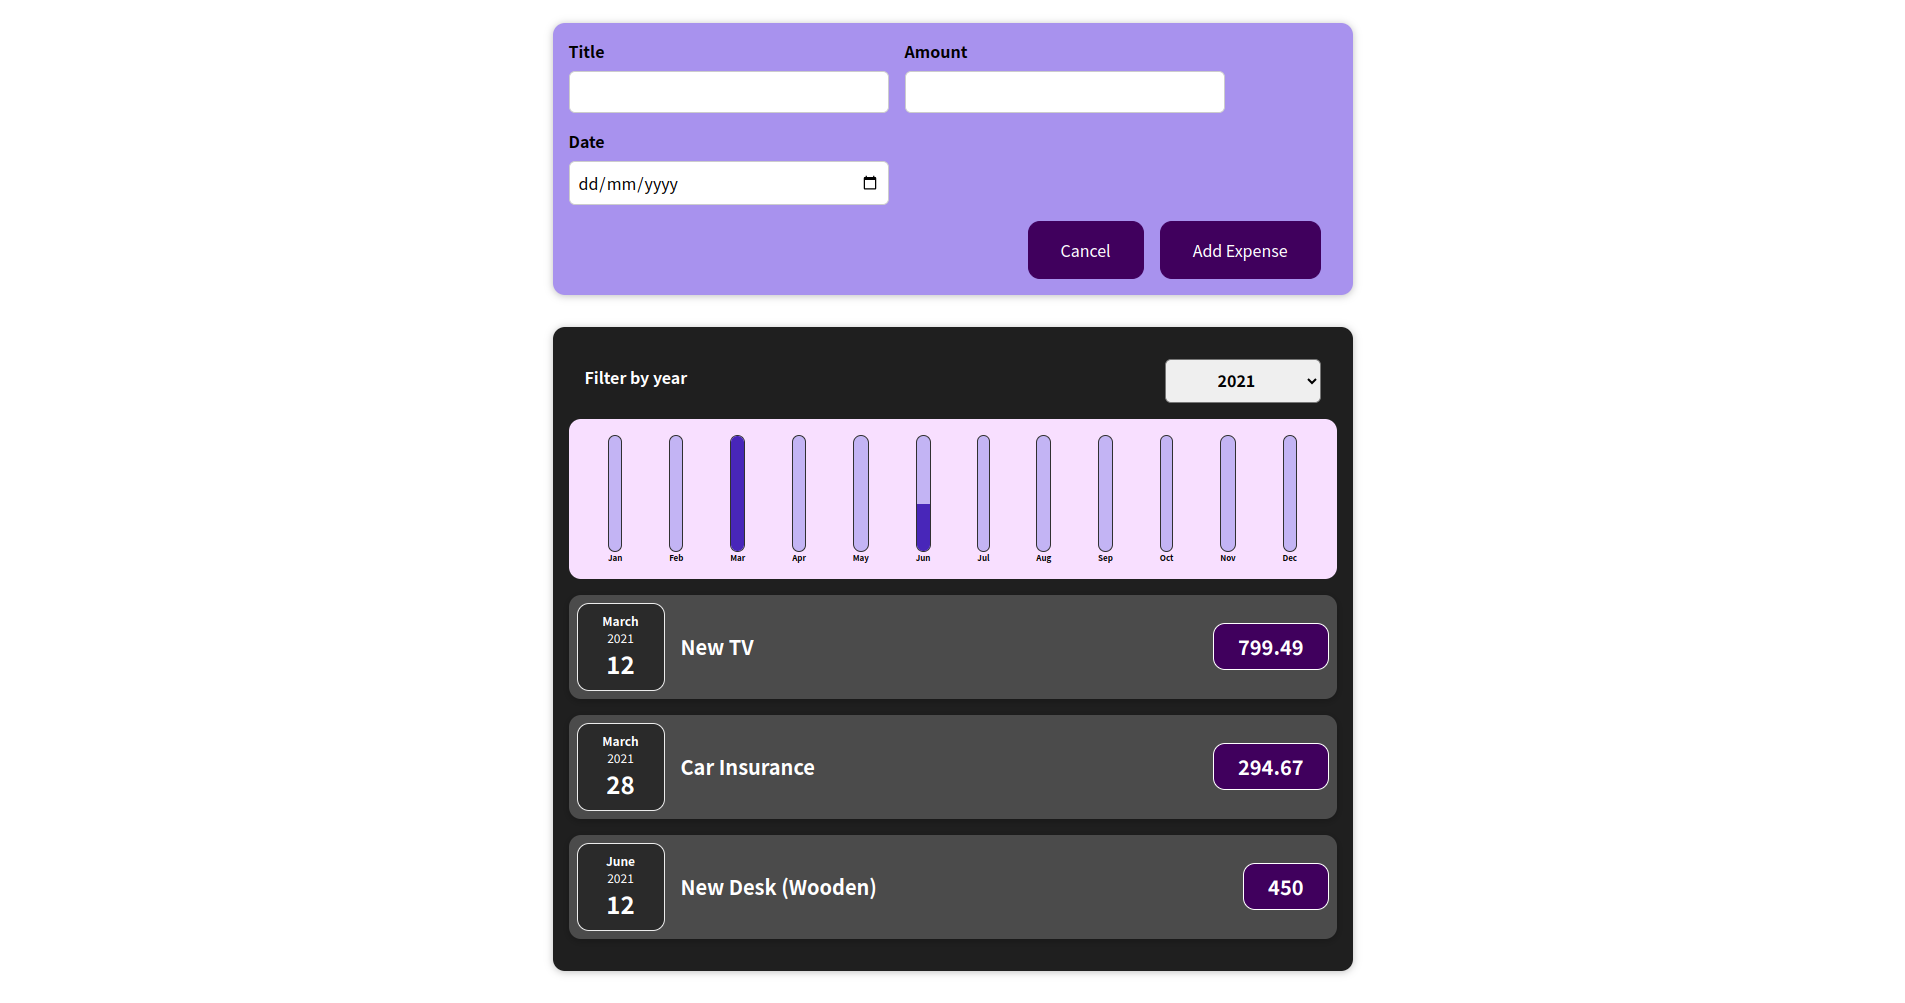 Title Amount
Date
dd/mm/yyyy
Cancel Add Expense
Filter by year 2021
Jan Feb Mar Apr May Jun Jul Aug Sep Oct Nov Dec
March
2021
12
New TV
799.49
March
2021
28
Car Insurance
294.67
June
2021
12
New Desk (Wooden)
450